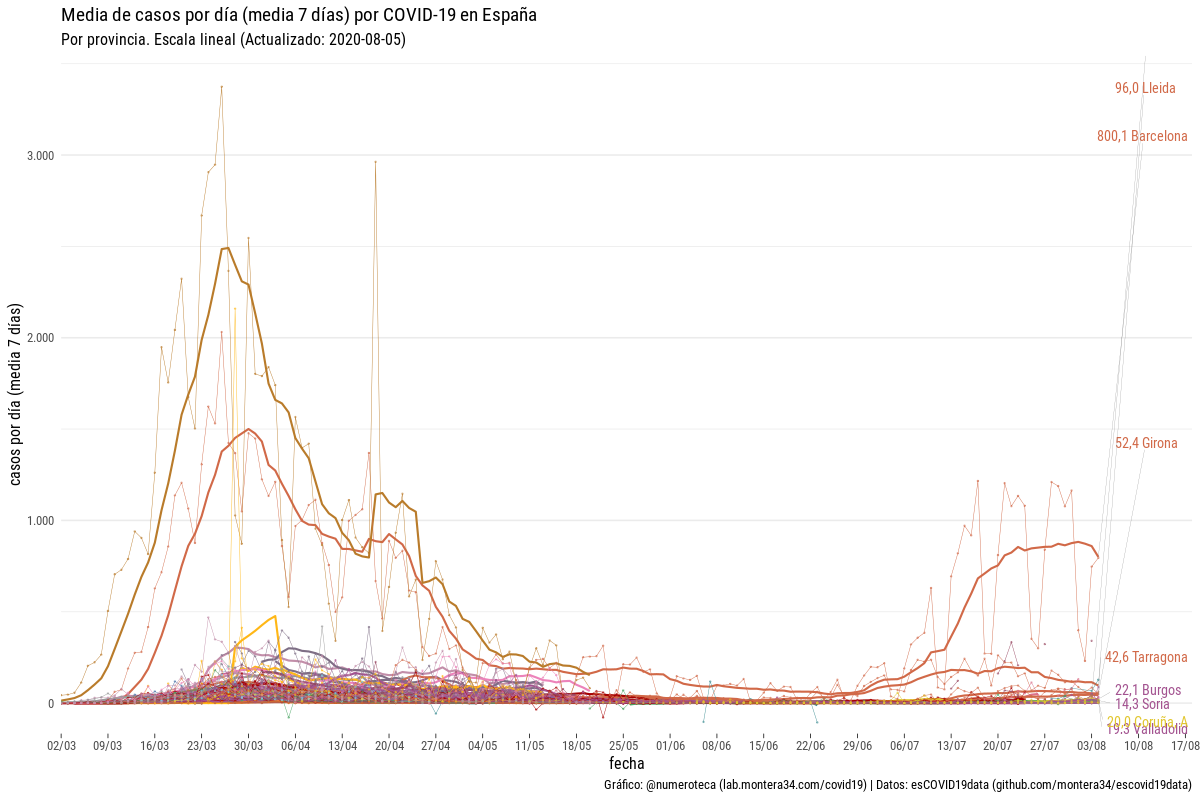 Media de casos por día (media 7 días) por COVID-19 en España
Por provincia. Escala lineal (Actualizado: 2020-08-05)
casos por día (media 7 días)
3.000
2.000
1.000
0
96,0 Lleida
800,1 Barcelona
52,4 Girona
42,6 Tarragona
22,1 Burgos
14,3 Soria
20,0 Coruña, A
19,3 Valladolid
02/03 09/03 16/03 23/03 30/03 06/04 13/04 20/04 27/04 04/05 11/05 18/05 25/05 01/06 08/06 15/06 22/06 29/06 06/07 13/07 20/07 27/07 03/08 10/08 17/08
fecha
Gráfico: @numeroteca (lab.montera34.com/covid19) | Datos: esCOVID19data (github.com/montera34/escovid19data)